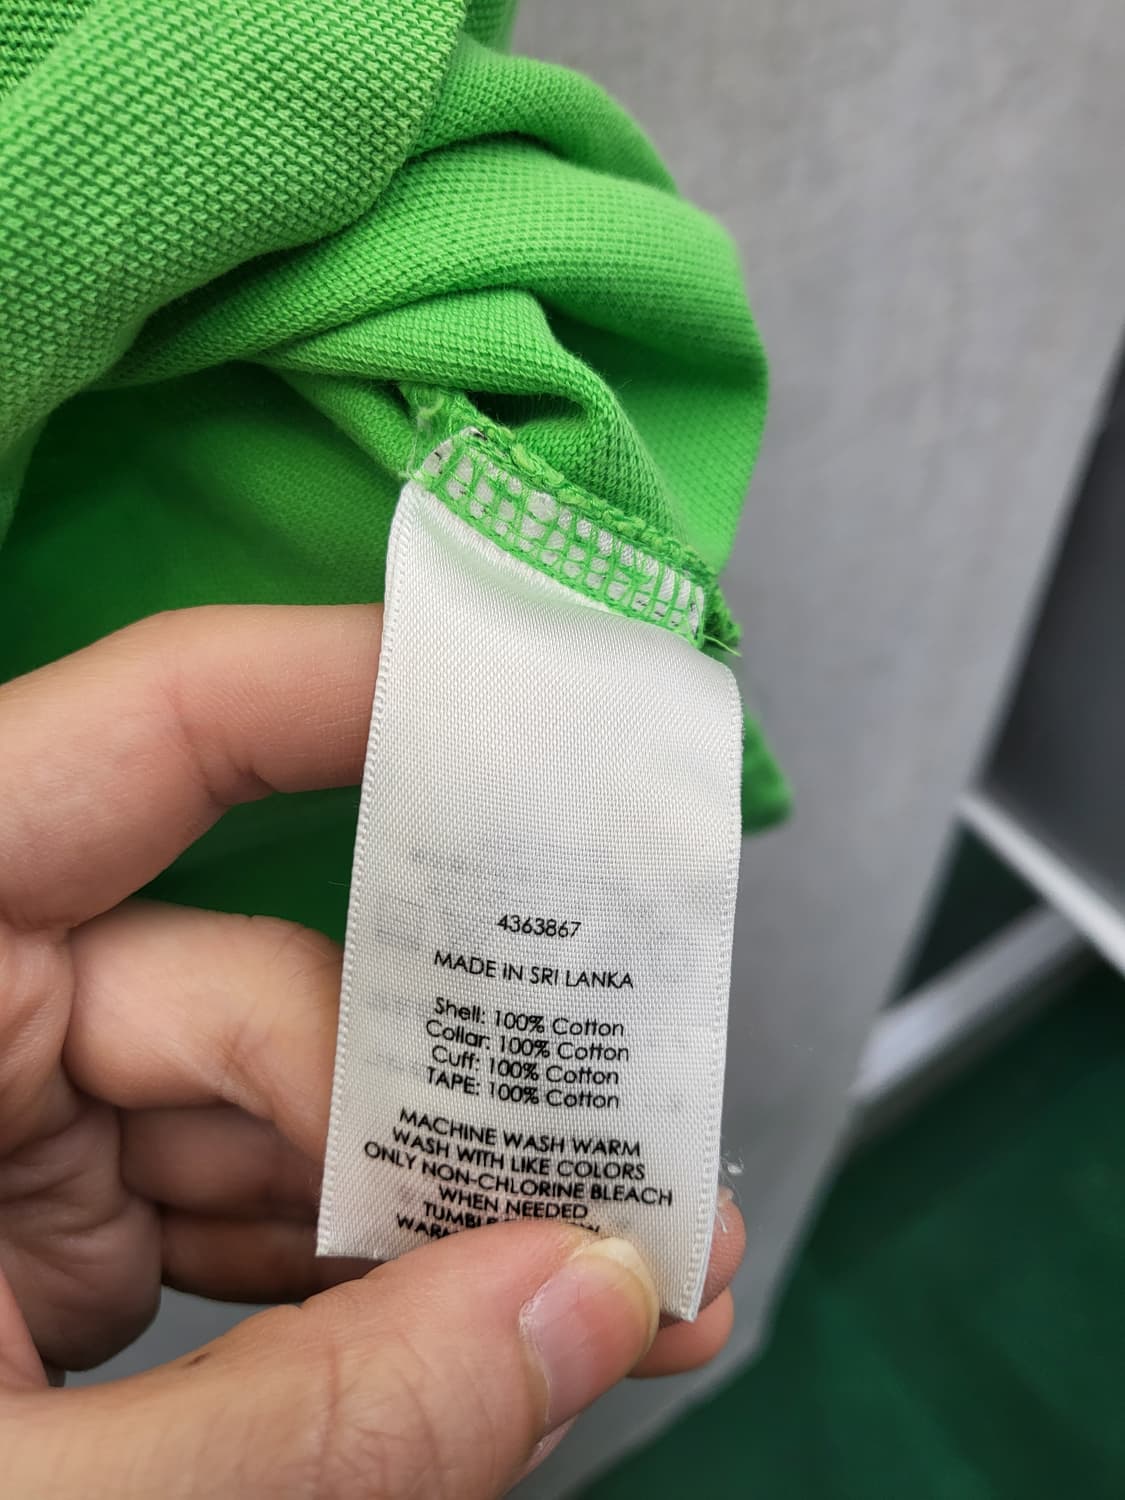 4363867
MADE IN SRI LANKA
Shell: 100% Cotton
Collar: 100% Cotton
Cuff: 100% Cotton
TAPE: 100% Cotton
MACHINE WASH WARM
WASH WITH LIKE COLORS
ONLY NON-CHLORINE BLEACH
WHEN NEEDED